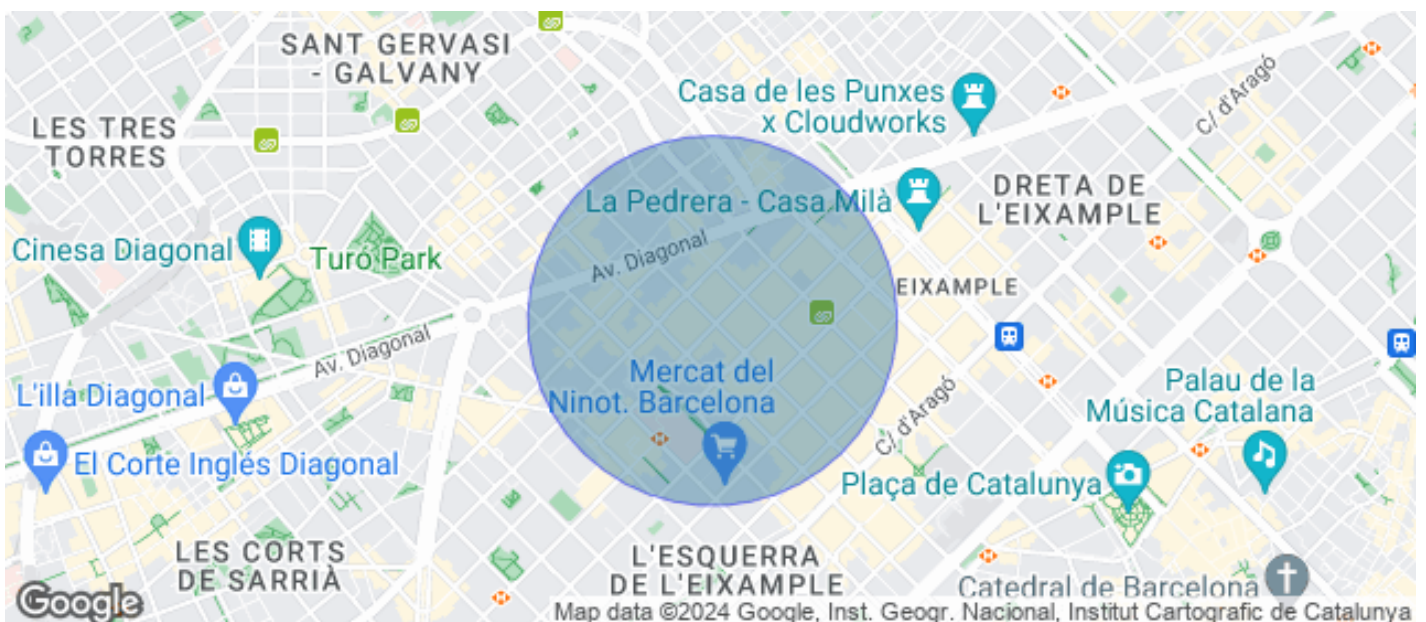 SANT GERVASI
- GALVANY
Casa de les Punxes
x Cloudworks
C/ d'Aragó
LES TRES
TORRES
La Pedrera - Casa Milà
DRETA DE
L'EIXAMPLE
Cinesa Diagonal
Turó Park
Av. Diagonal
EIXAMPLE
Av. Diagonal
L'illa Diagonal
Mercat del
Ninot. Barcelona
Palau de la
Música Catalana
C/ d'Aragó
El Corte Inglés Diagonal
Plaça de Catalunya
LES CORTS
DE SARRIÀ
L'ESQUERRA
DE L'EIXAMPLE
Catedral de Barcelona
Google
Map data ©2024 Google, Inst. Geogr. Nacional, Institut Cartogràfic de Catalunya